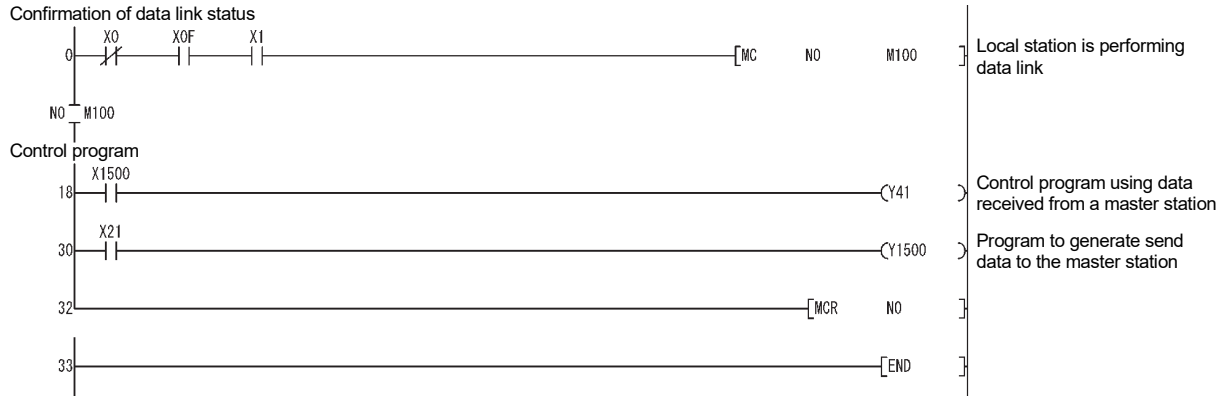 Confirmation of data link status
X0 X0F X1
0 [MC N0 M100 ] Local station is performing
data link
N0 M100
Control program
X1500
18 (Y41 ) Control program using data
received from a master station
X21
30 (Y1500 ) Program to generate send
data to the master station
32 [MCR N0 ]
33 [END ]